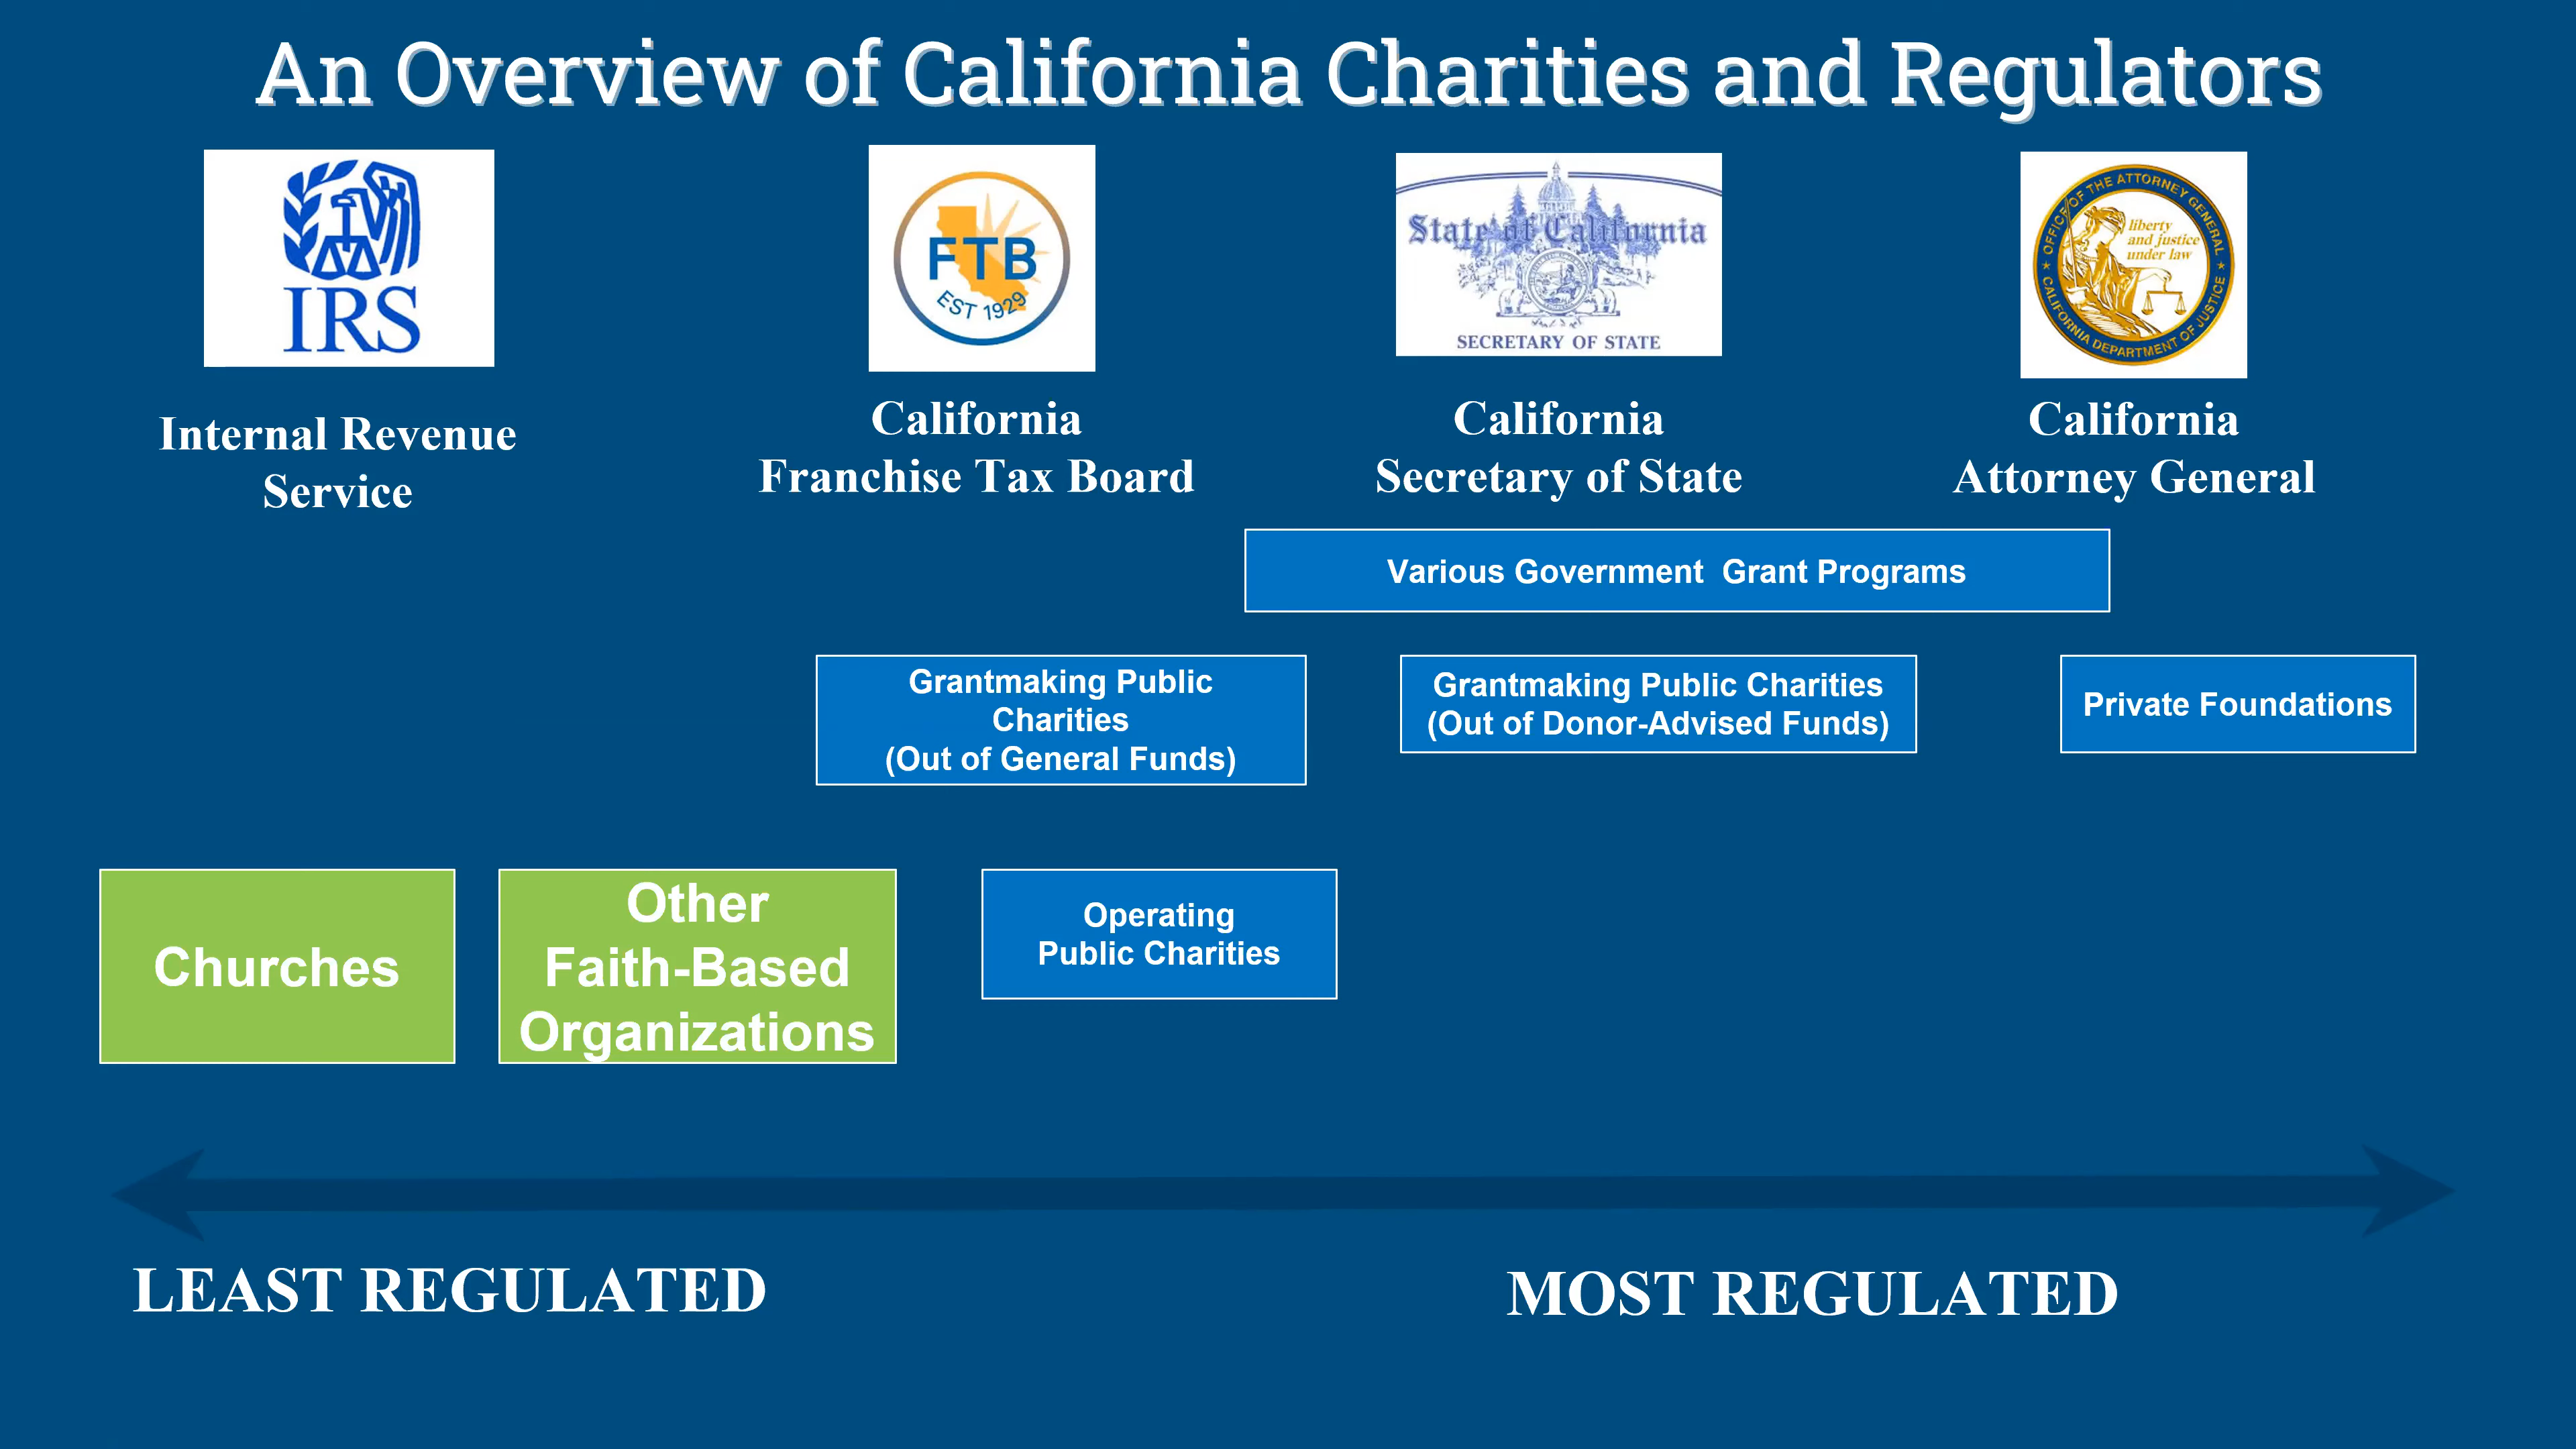 An Overview of California Charities and Regulators
IRS
FTB
EST 1929
State of California
SECRETARY OF STATE
OFFICE OF THE ATTORNEY GENERAL
liberty
and justice
under law
CALIFORNIA DEPARTMENT OF JUSTICE
Internal Revenue
Service
California
Franchise Tax Board
California
Secretary of State
California
Attorney General
Various Government  Grant Programs
Grantmaking Public
Charities
(Out of General Funds)
Grantmaking Public Charities
(Out of Donor-Advised Funds)
Private Foundations
Churches
Other
Faith-Based
Organizations
Operating
Public Charities
LEAST REGULATED
MOST REGULATED